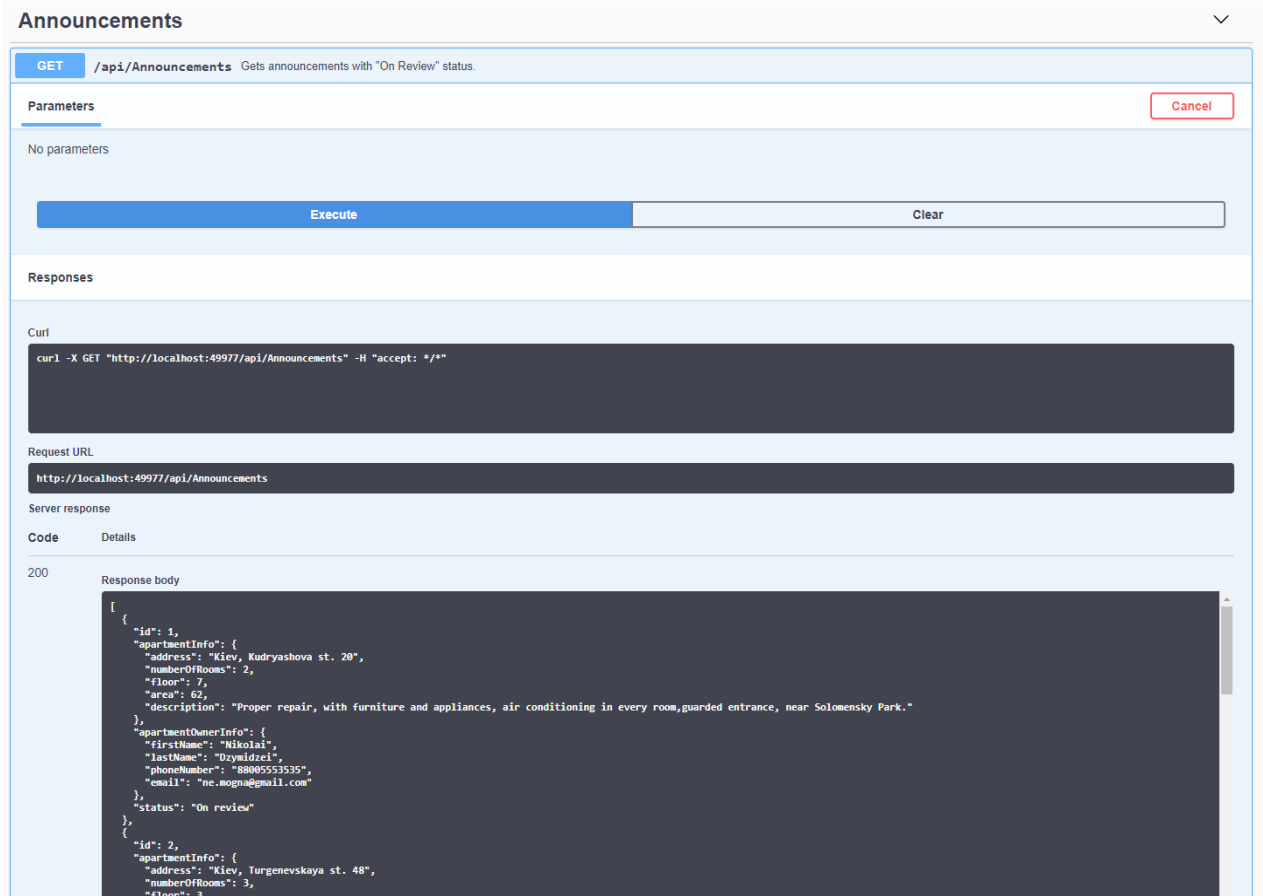 Announcements
GET /api/Announcements Gets announcements with "On Review" status.
Parameters Cancel
No parameters
Execute Clear
Responses
Curl
curl -X GET "http://localhost:49977/api/Announcements" -H "accept: */*"
Request URL
http://localhost:49977/api/Announcements
Server response
Code Details
200
Response body
[
  {
    "id": 1,
    "apartmentInfo": {
      "address": "Kiev, Kudryashova st. 20",
      "numberOfRooms": 2,
      "floor": 7,
      "area": 62,
      "description": "Proper repair, with furniture and appliances, air conditioning in every room,guarded entrance, near Solomensky Park."
    },
    "apartmentOwnerInfo": {
      "firstName": "Nikolai",
      "lastName": "Dzymidzei",
      "phoneNumber": "88005553535",
      "email": "ne.mogna@gmail.com"
    },
    "status": "On review"
  },
  {
    "id": 2,
    "apartmentInfo": {
      "address": "Kiev, Turgenevskaya st. 48",
      "numberOfRooms": 3,
      "floor": 3